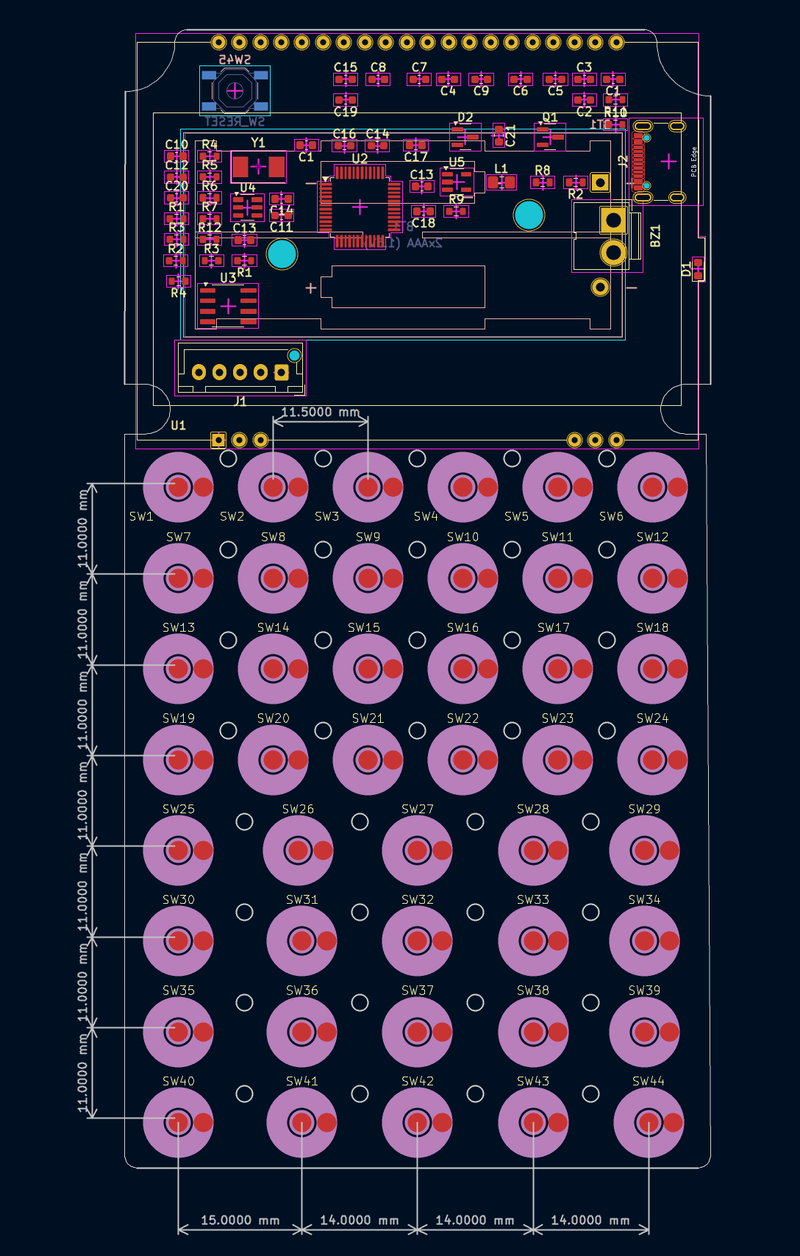 SW45
SW_RESET
C15
C8
C7
C4
C9
C6
C5
C3
C1
C19
C2
R10
BT1
D2
C21
Q1
C10
R4
Y1
C1
C16
C14
C17
U2
J2
PCB Edge
C12
R5
U5
L1
R8
R2
C20
R6
U4
C14
C13
R1
R7
C11
C18
R9
R3
R12
C13
2xAAA
BZ1
R2
R3
R1
R4
U3
+
−
D1
J1
U1
11.5000 mm
SW1
SW2
SW3
SW4
SW5
SW6
11.0000 mm
SW7
SW8
SW9
SW10
SW11
SW12
11.0000 mm
SW13
SW14
SW15
SW16
SW17
SW18
11.0000 mm
SW19
SW20
SW21
SW22
SW23
SW24
11.0000 mm
SW25
SW26
SW27
SW28
SW29
11.0000 mm
SW30
SW31
SW32
SW33
SW34
11.0000 mm
SW35
SW36
SW37
SW38
SW39
11.0000 mm
SW40
SW41
SW42
SW43
SW44
15.0000 mm
14.0000 mm
14.0000 mm
14.0000 mm